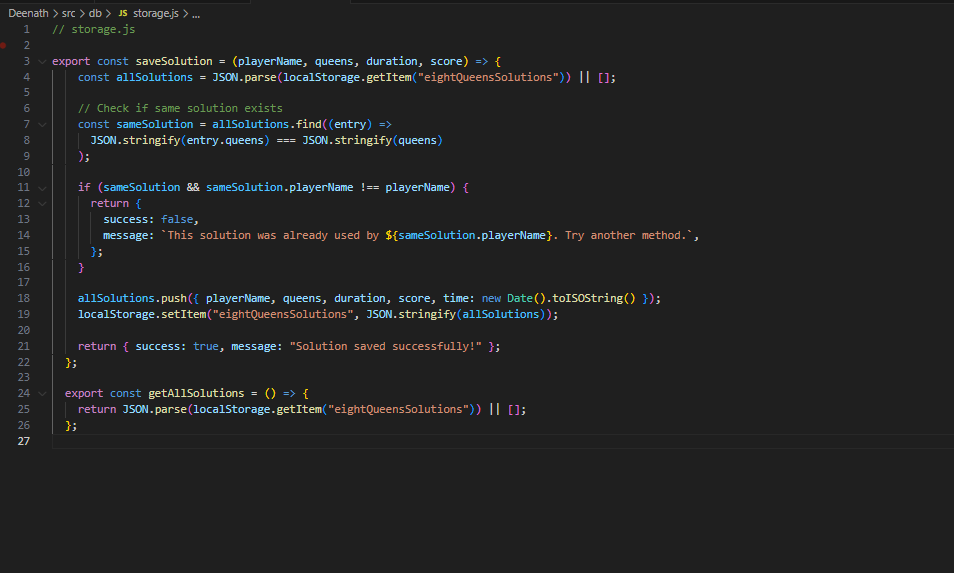 Deenath > src > db > JS storage.js > ...
1 // storage.js
2
3 export const saveSolution = (playerName, queens, duration, score) => {
4 const allSolutions = JSON.parse(localStorage.getItem("eightQueensSolutions")) || [];
5
6 // Check if same solution exists
7 const sameSolution = allSolutions.find((entry) =>
8 JSON.stringify(entry.queens) === JSON.stringify(queens)
9 );
10
11 if (sameSolution && sameSolution.playerName !== playerName) {
12 return {
13 success: false,
14 message: `This solution was already used by ${sameSolution.playerName}. Try another method.`,
15 };
16 }
17
18 allSolutions.push({ playerName, queens, duration, score, time: new Date().toISOString() });
19 localStorage.setItem("eightQueensSolutions", JSON.stringify(allSolutions));
20
21 return { success: true, message: "Solution saved successfully!" };
22 };
23
24 export const getAllSolutions = () => {
25 return JSON.parse(localStorage.getItem("eightQueensSolutions")) || [];
26 };
27